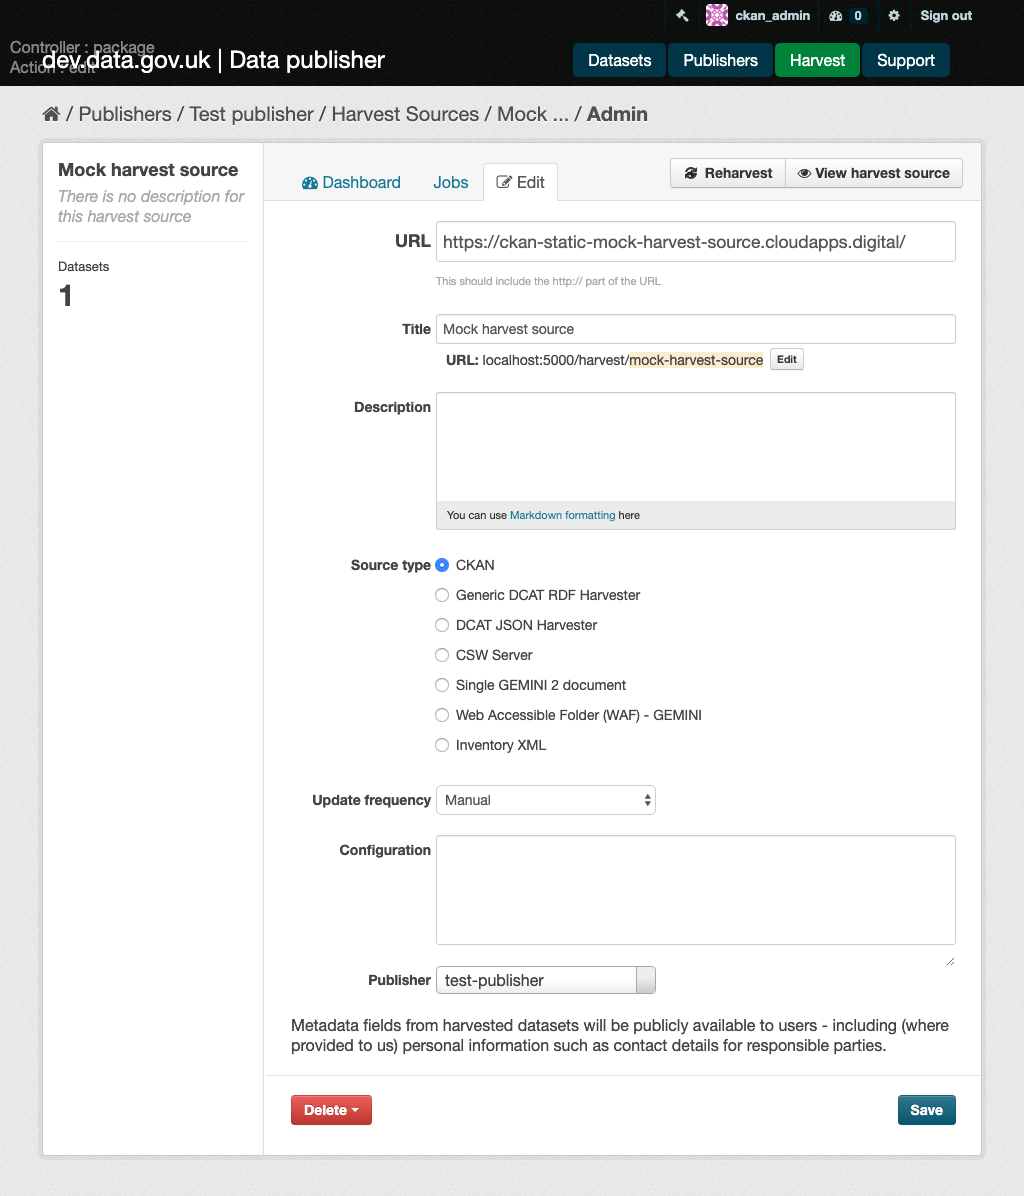 ckan_admin 0 Sign out
Controller : package
Action : edit
dev.data.gov.uk | Data publisher
Datasets Publishers Harvest Support
/ Publishers / Test publisher / Harvest Sources / Mock ... / Admin
Mock harvest source
There is no description for
this harvest source
Datasets
1
Dashboard Jobs Edit
Reharvest View harvest source
URL https://ckan-static-mock-harvest-source.cloudapps.digital/
This should include the http:// part of the URL
Title Mock harvest source
URL: localhost:5000/harvest/mock-harvest-source Edit
Description
You can use Markdown formatting here
Source type CKAN
Generic DCAT RDF Harvester
DCAT JSON Harvester
CSW Server
Single GEMINI 2 document
Web Accessible Folder (WAF) - GEMINI
Inventory XML
Update frequency Manual
Configuration
Publisher test-publisher
Metadata fields from harvested datasets will be publicly available to users - including (where
provided to us) personal information such as contact details for responsible parties.
Delete Save